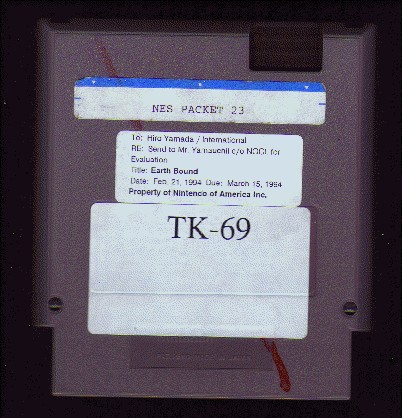 NES PACKET 23
To: Hiro Yamada / International
RE: Send to Mr. Yamauchi c/o NOCL for
Evaluation
Title: Earth Bound
Date: Feb. 21, 1994 Due: March 15, 1994
Property of Nintendo of America Inc.
TK-69